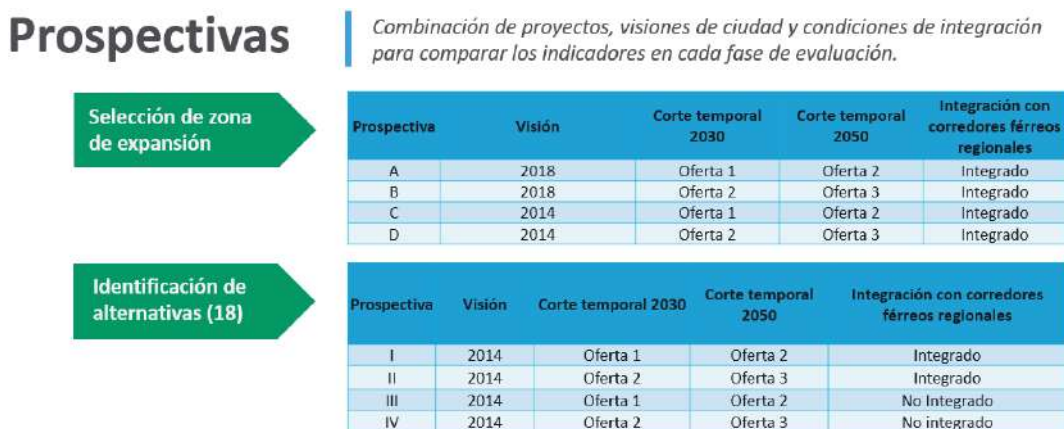 Prospectivas
Combinación de proyectos, visiones de ciudad y condiciones de integración
para comparar los indicadores en cada fase de evaluación.
Selección de zona
de expansión
Prospectiva Visión Corte temporal 2030 Corte temporal 2050 Integración con corredores férreos regionales
A 2018 Oferta 1 Oferta 2 Integrado
B 2018 Oferta 2 Oferta 3 Integrado
C 2014 Oferta 1 Oferta 2 Integrado
D 2014 Oferta 2 Oferta 3 Integrado
Identificación de
alternativas (18)
Prospectiva Visión Corte temporal 2030 Corte temporal 2050 Integración con corredores férreos regionales
I 2014 Oferta 1 Oferta 2 Integrado
II 2014 Oferta 2 Oferta 3 Integrado
III 2014 Oferta 1 Oferta 2 No Integrado
IV 2014 Oferta 2 Oferta 3 No integrado